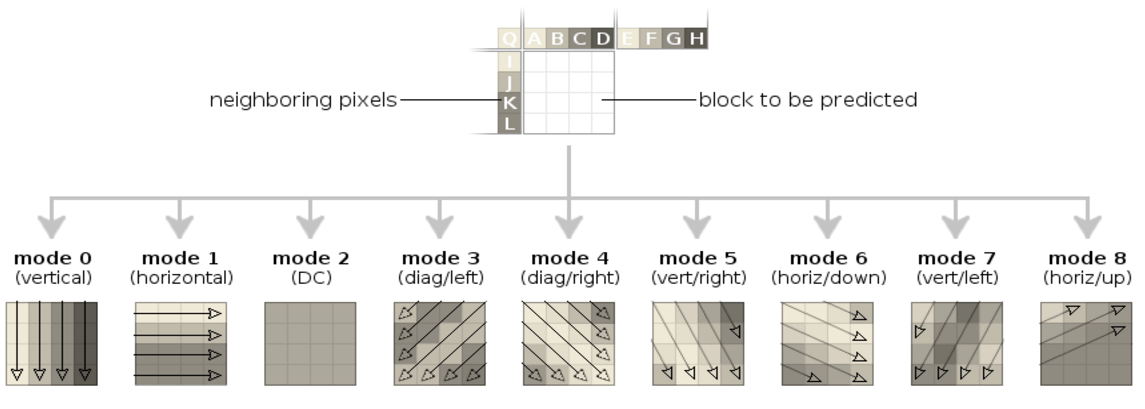 Q A B C D E F G H
I
J
K
L
neighboring pixels
block to be predicted
mode 0
(vertical)
mode 1
(horizontal)
mode 2
(DC)
mode 3
(diag/left)
mode 4
(diag/right)
mode 5
(vert/right)
mode 6
(horiz/down)
mode 7
(vert/left)
mode 8
(horiz/up)